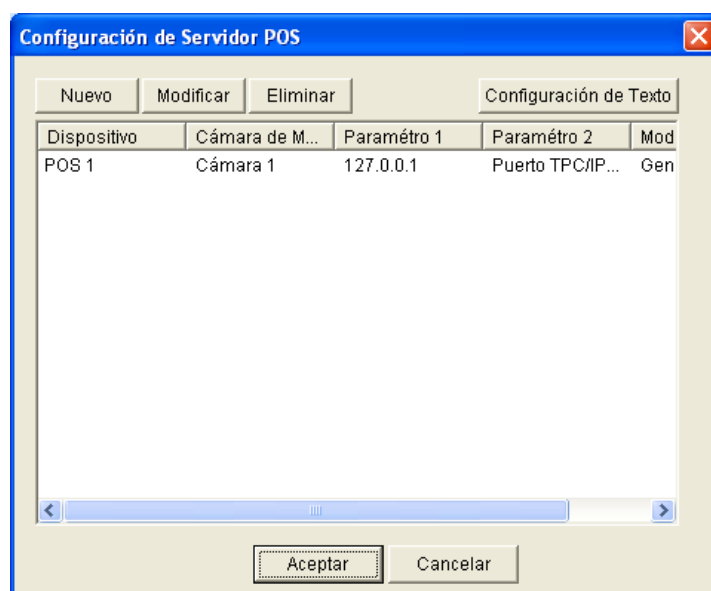 Configuración de Servidor POS
Nuevo Modificar Eliminar Configuración de Texto
Dispositivo Cámara de M... Paramétro 1 Paramétro 2 Mod
POS 1 Cámara 1 127.0.0.1 Puerto TPC/IP... Gen
Aceptar Cancelar